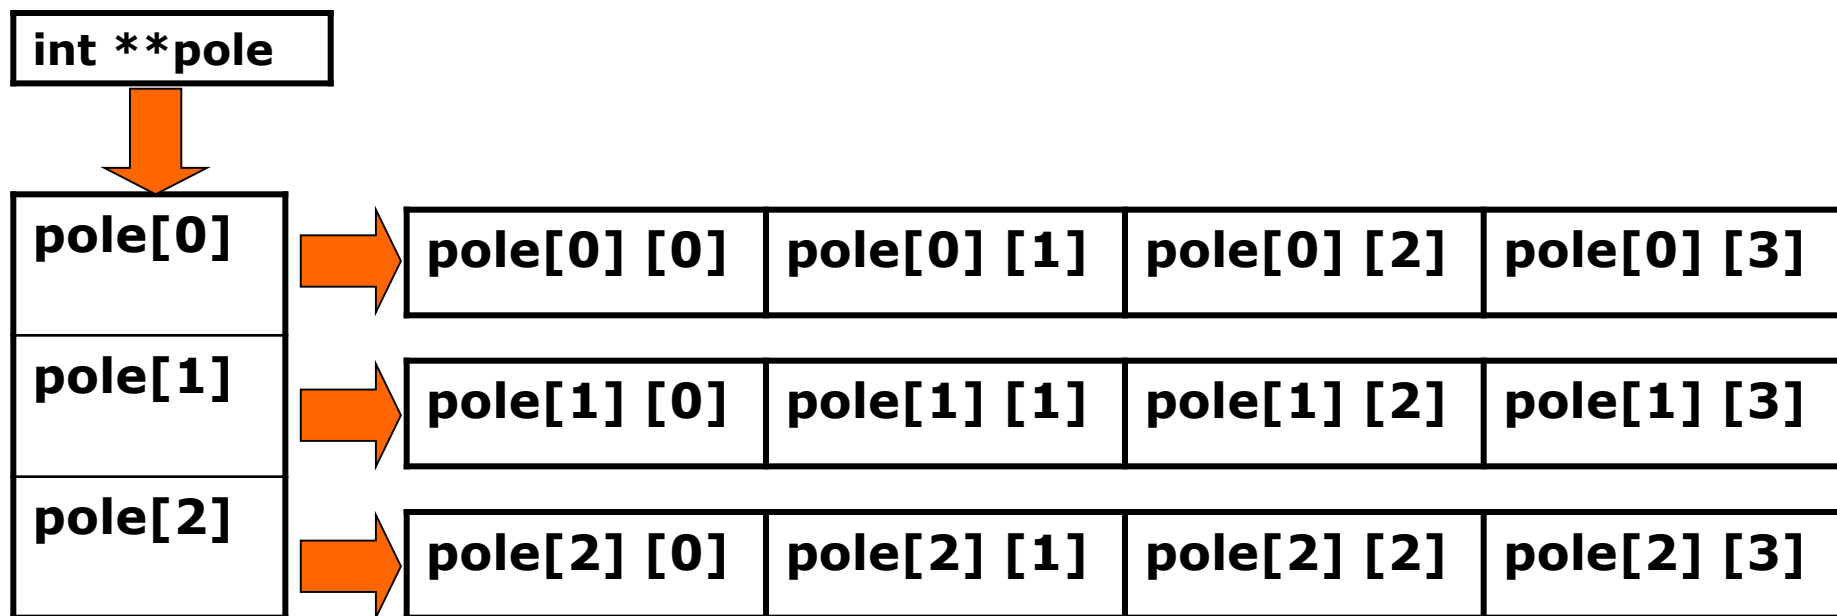 int **pole
pole[0]
pole[0] [0] pole[0] [1] pole[0] [2] pole[0] [3]
pole[1]
pole[1] [0] pole[1] [1] pole[1] [2] pole[1] [3]
pole[2]
pole[2] [0] pole[2] [1] pole[2] [2] pole[2] [3]